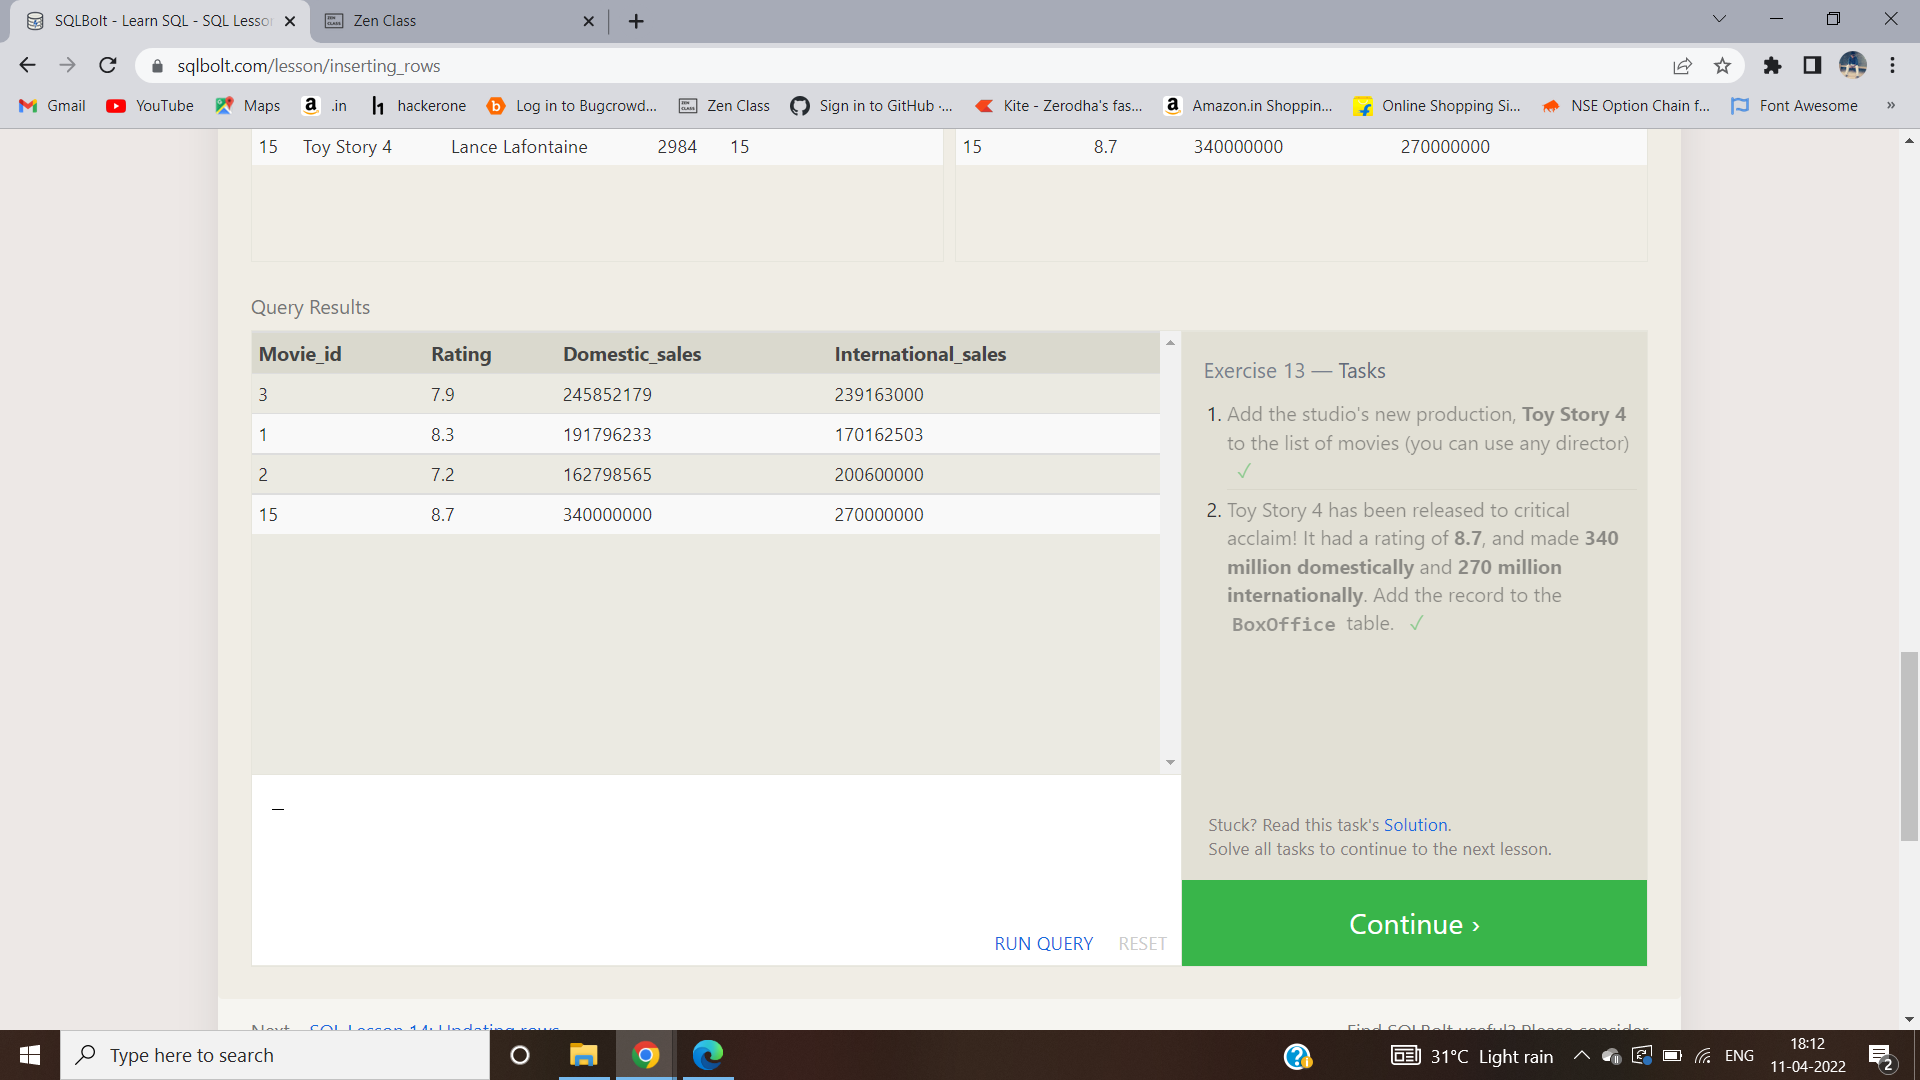 SQLBolt - Learn SQL - SQL Lesson
Zen Class
sqlbolt.com/lesson/inserting_rows
Gmail YouTube Maps .in hackerone Log in to Bugcrowd... Zen Class Sign in to GitHub ·... Kite - Zerodha's fas... Amazon.in Shoppin... Online Shopping Si... NSE Option Chain f... Font Awesome »
15 Toy Story 4 Lance Lafontaine 2984 15
15 8.7 340000000 270000000
Query Results
Movie_id Rating Domestic_sales International_sales
3 7.9 245852179 239163000
1 8.3 191796233 170162503
2 7.2 162798565 200600000
15 8.7 340000000 270000000
Exercise 13 — Tasks
1. Add the studio's new production, Toy Story 4
to the list of movies (you can use any director)
✓
2. Toy Story 4 has been released to critical
acclaim! It had a rating of 8.7, and made 340
million domestically and 270 million
internationally. Add the record to the
BoxOffice table. ✓
Stuck? Read this task's Solution.
Solve all tasks to continue to the next lesson.
RUN QUERY RESET
Continue ›
Next – SQL Lesson 14: Updating rows
Find SQLBolt useful? Please consider
Type here to search
31°C Light rain
ENG
18:12
11-04-2022
2